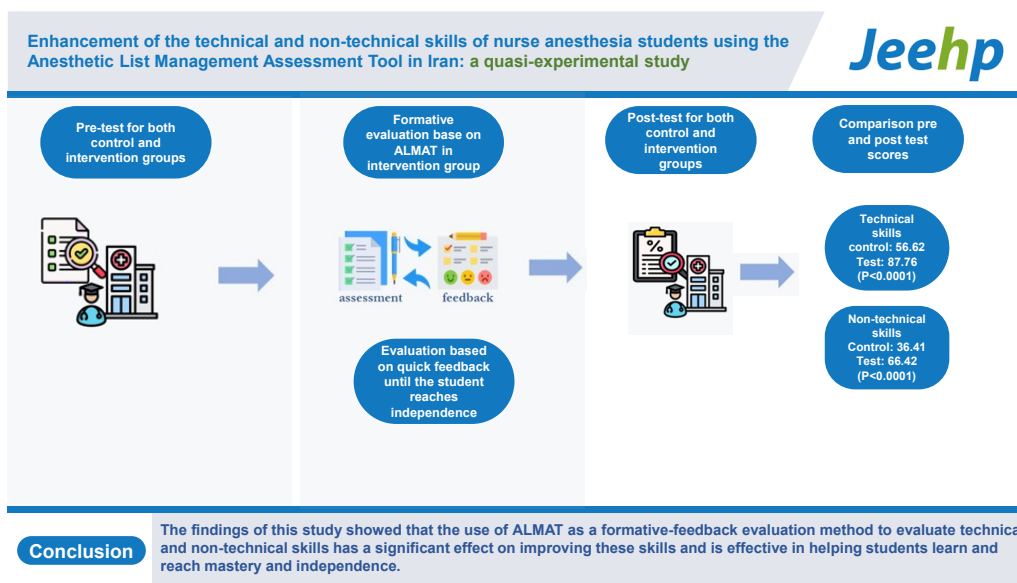 Enhancement of the technical and non-technical skills of nurse anesthesia students using the
Anesthetic List Management Assessment Tool in Iran: a quasi-experimental study
Jeehp
Pre-test for both
control and
intervention groups
Formative
evaluation base on
ALMAT in
intervention group
Post-test for both
control and
intervention
groups
Comparison pre
and post test
scores
assessment
feedback
%
Evaluation based
on quick feedback
until the student
reaches
independence
Technical
skills
control: 56.62
Test: 87.76
(P<0.0001)
Non-technical
skills
Control: 36.41
Test: 66.42
(P<0.0001)
Conclusion
The findings of this study showed that the use of ALMAT as a formative-feedback evaluation method to evaluate technica
and non-technical skills has a significant effect on improving these skills and is effective in helping students learn and
reach mastery and independence.